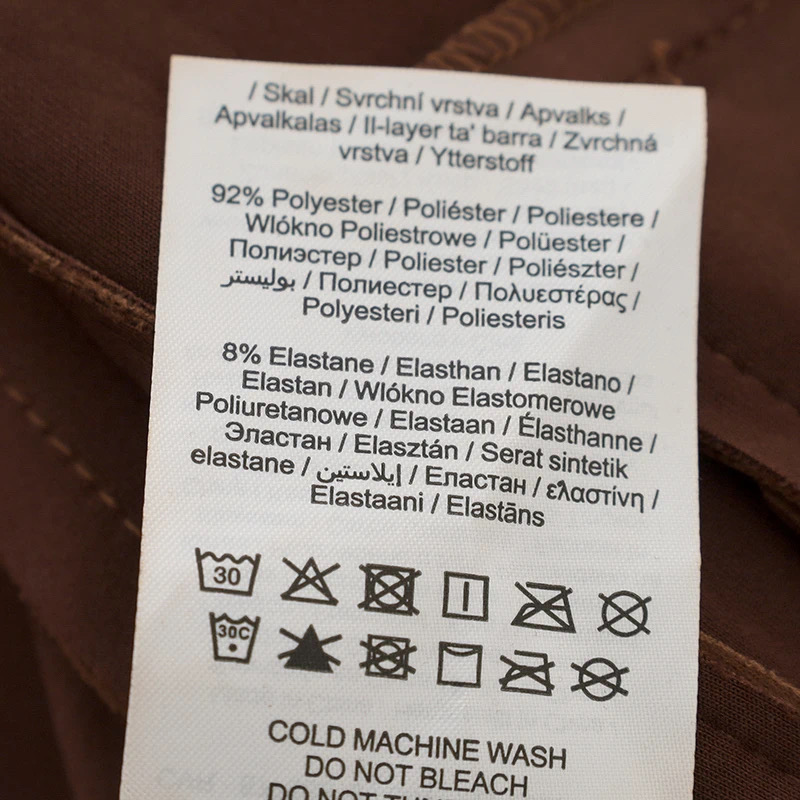 / Skal / Svrchní vrstva / Apvalks /
Apvalkalas / Il-layer ta' barra / Zvrchná
vrstva / Ytterstoff
92% Polyester / Poliéster / Poliestere /
Wlókno Poliestrowe / Polüester /
Полиэстер / Poliester / Poliészter /
بوليستر / Полиестер / Πολυεστέρας /
Polyesteri / Poliesteris
8% Elastane / Elasthan / Elastano /
Elastan / Wlókno Elastomerowe
Poliuretanowe / Elastaan / Élasthanne /
Эластан / Elasztán / Serat sintetik
elastane / إيلاستين / Еластан / ελαστίνη /
Elastaani / Elastāns
30
30C
COLD MACHINE WASH
DO NOT BLEACH
DO NOT